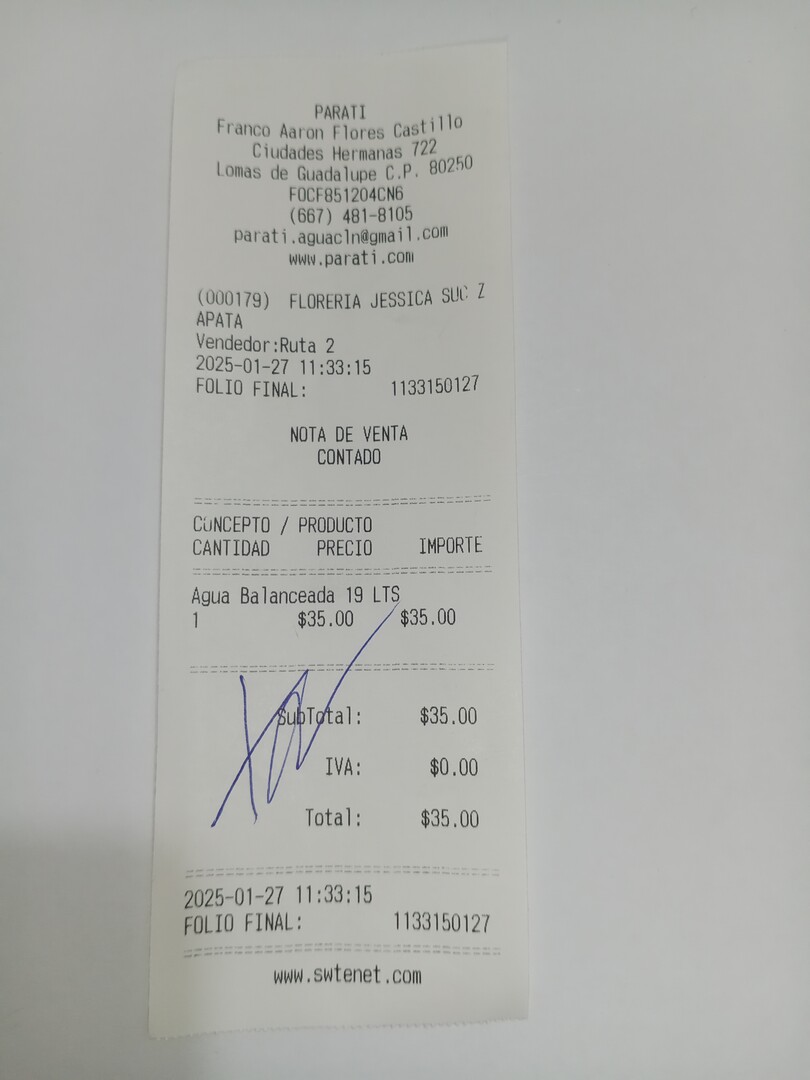 PARATI
Franco Aaron Flores Castillo
Ciudades Hermanas 722
Lomas de Guadalupe C.P. 80250
FOCF851204CN6
(667) 481-8105
parati.aguacln@gmail.com
www.parati.com
(000179) FLORERIA JESSICA SUC Z
APATA
Vendedor:Ruta 2
2025-01-27 11:33:15
FOLIO FINAL: 1133150127
NOTA DE VENTA
CONTADO
CONCEPTO / PRODUCTO
CANTIDAD PRECIO IMPORTE
Agua Balanceada 19 LTS
1 $35.00 $35.00
SubTotal: $35.00
IVA: $0.00
Total: $35.00
2025-01-27 11:33:15
FOLIO FINAL: 1133150127
www.swtenet.com